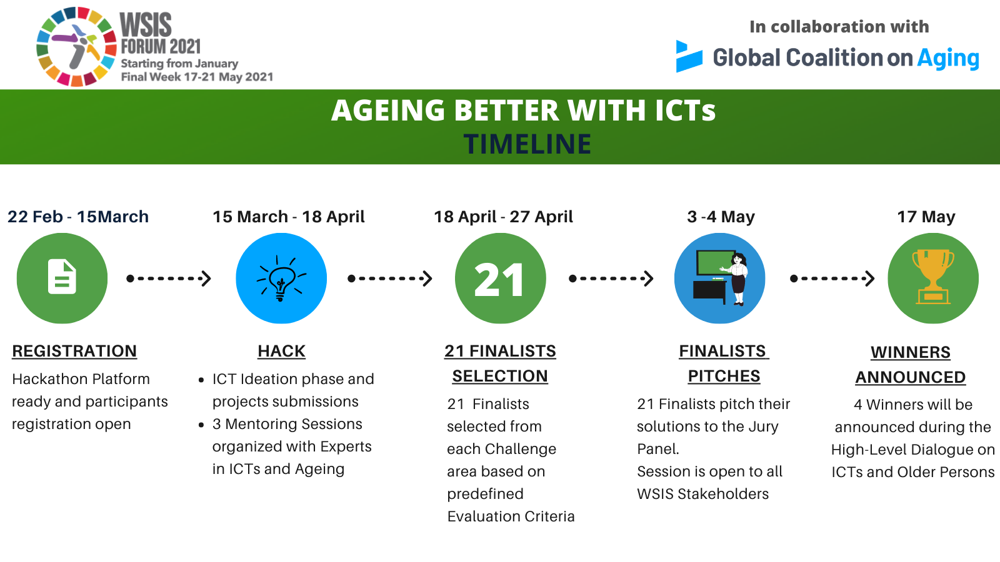 WSIS
FORUM 2021
Starting from January
Final Week 17-21 May 2021
In collaboration with
Global Coalition on Aging
AGEING BETTER WITH ICTs
TIMELINE
22 Feb - 15March
REGISTRATION
Hackathon Platform
ready and participants
registration open
15 March - 18 April
HACK
• ICT Ideation phase and
projects submissions
• 3 Mentoring Sessions
organized with Experts
in ICTs and Ageing
18 April - 27 April
21
21 FINALISTS
SELECTION
21 Finalists
selected from
each Challenge
area based on
predefined
Evaluation Criteria
3 -4 May
FINALISTS
PITCHES
21 Finalists pitch their
solutions to the Jury
Panel.
Session is open to all
WSIS Stakeholders
17 May
WINNERS
ANNOUNCED
4 Winners will be
announced during the
High-Level Dialogue on
ICTs and Older Persons